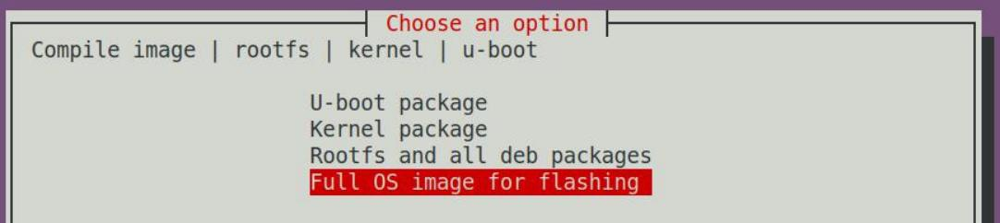 Choose an option
Compile image | rootfs | kernel | u-boot
U-boot package
Kernel package
Rootfs and all deb packages
Full OS image for flashing